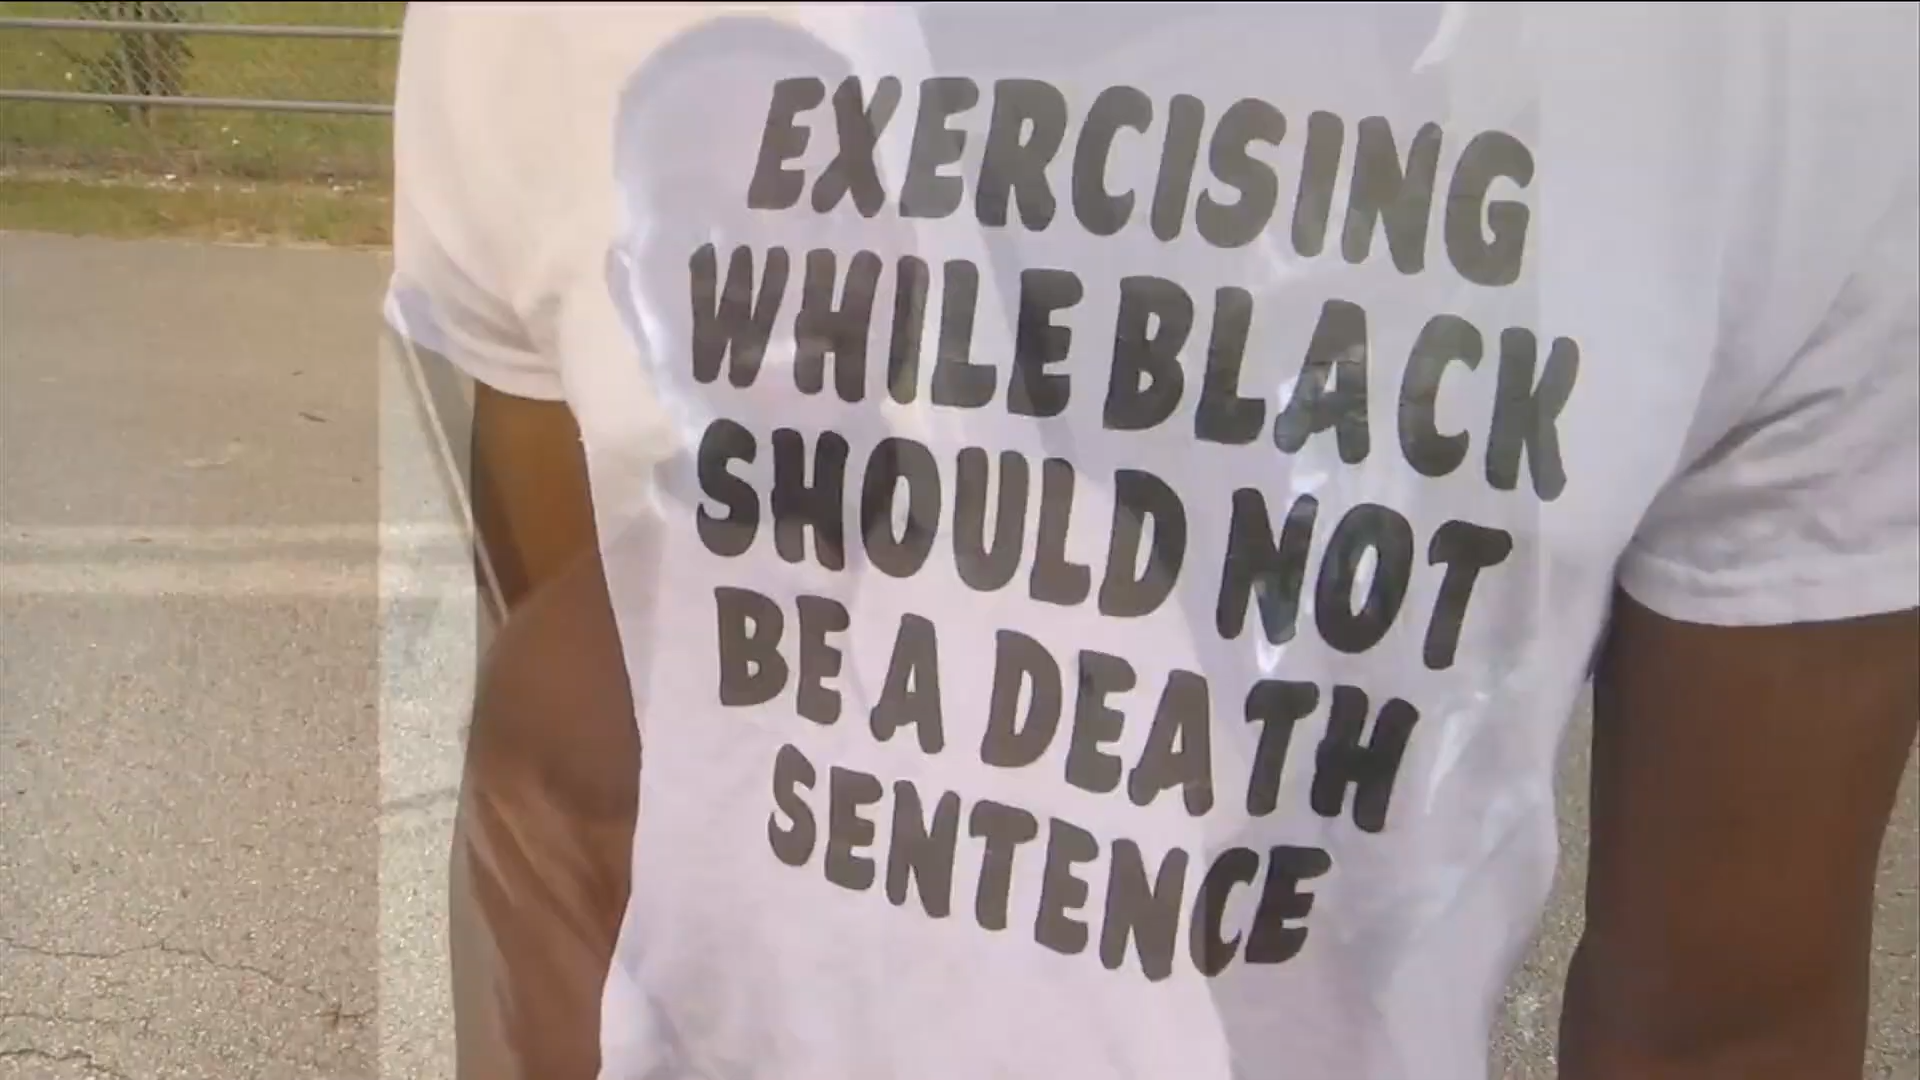 EXERCISING
WHILE BLACK
SHOULD NOT
BE A DEATH
SENTENCE